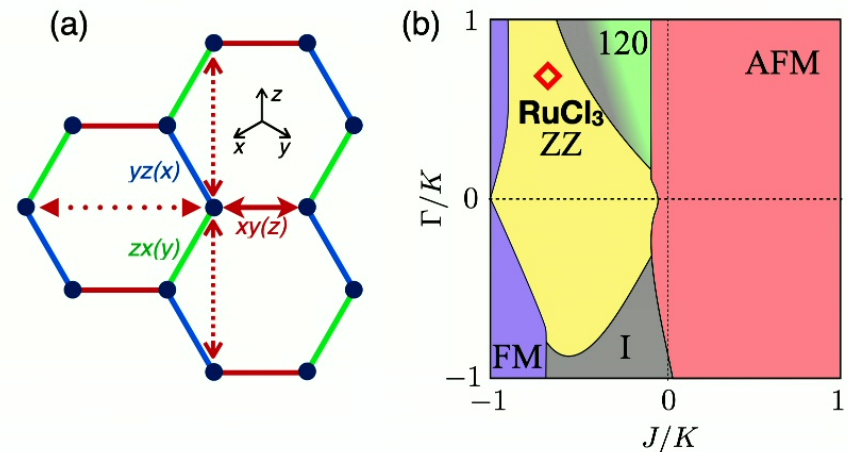 (a)
z
x
y
yz(x)
xy(z)
zx(y)
(b)
1
120
AFM
RuCl₃
ZZ
Γ/K
0
FM
I
−1
−1
0
1
J/K